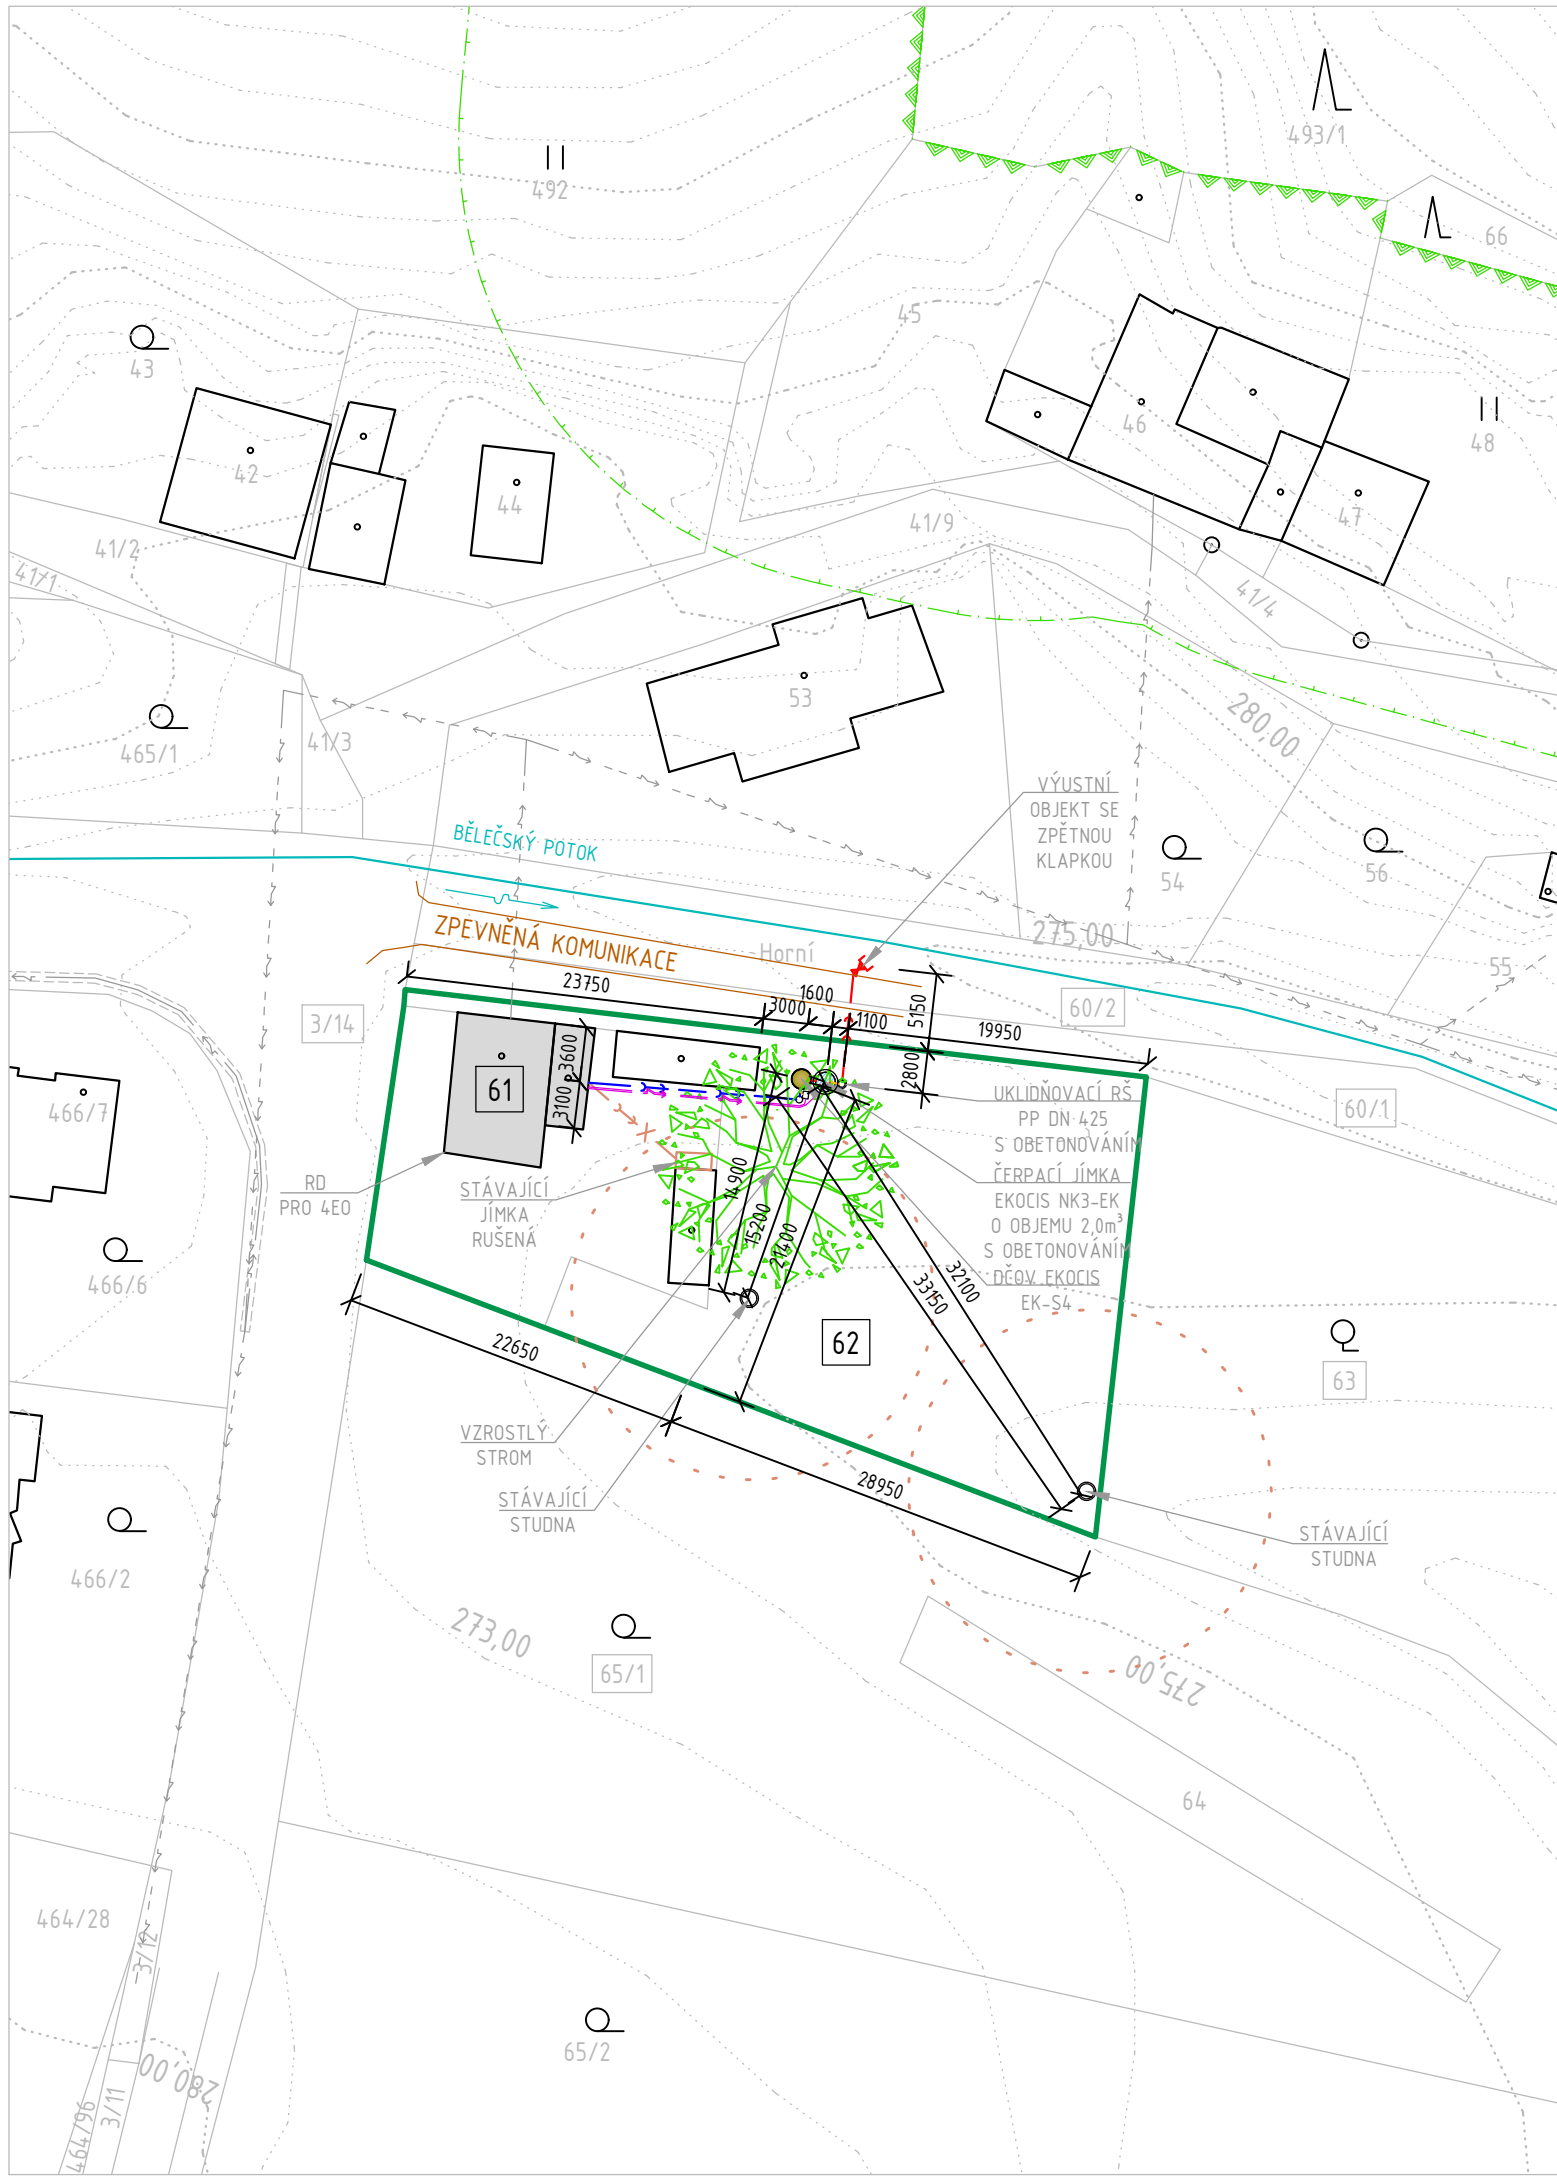 493/1
492
66
45
43
46
48
42
44
47
41/9
41/2
41/1
41/4
53
280,00
465/1
41/3
VÝUSTNÍ
OBJEKT SE
ZPĚTNOU
KLAPKOU
BĚLEČSKÝ POTOK
54
56
ZPEVNĚNÁ KOMUNIKACE
Horní
275,00
55
23750
1600
3000
1100
5150
19950
60/2
3/14
3600
3100
2800
61
466/7
UKLIDŇOVACÍ RŠ
PP DN 425
S OBETONOVÁNÍM
60/1
ČERPACÍ JÍMKA
EKOCIS NK3-EK
O OBJEMU 2,0m³
S OBETONOVÁNÍM
DČOV EKOCIS
EK-S4
RD
PRO 4EO
STÁVAJÍCÍ
JÍMKA
RUŠENÁ
14900
15200
21400
33150
32100
466/6
62
63
22650
VZROSTLÝ
STROM
28950
STÁVAJÍCÍ
STUDNA
STÁVAJÍCÍ
STUDNA
466/2
273,00
65/1
275,00
64
464/28
3/12
65/2
280,00
3/11
464/96